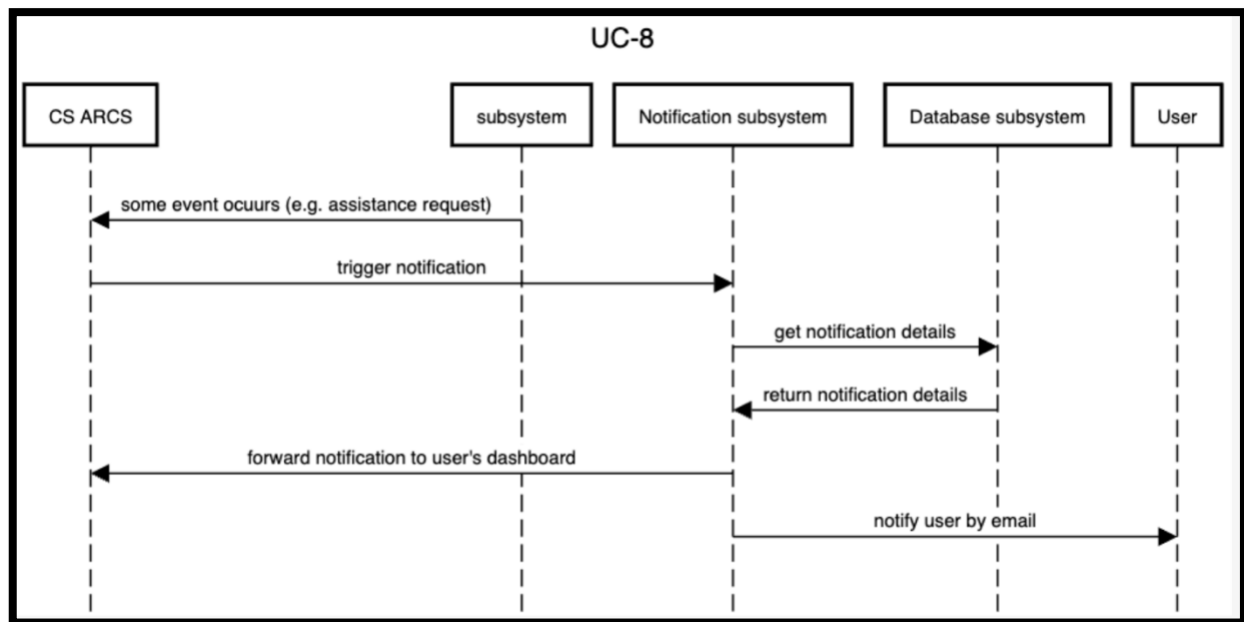 UC-8
CS ARCS
subsystem
Notification subsystem
Database subsystem
User
some event ocuurs (e.g. assistance request)
trigger notification
get notification details
return notification details
forward notification to user's dashboard
notify user by email